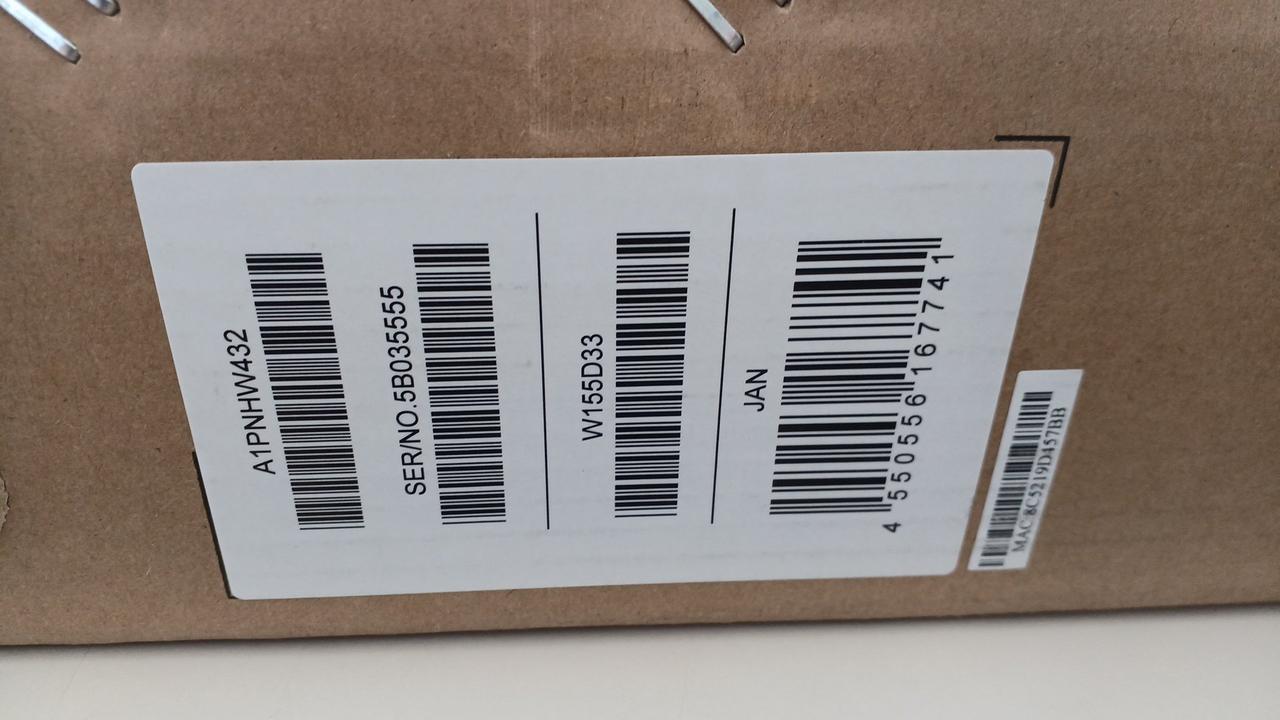 A1PNHW432
SER/NO.5B035555
W155D33
JAN
4 550556 167741
MAC:8C5219D457BB